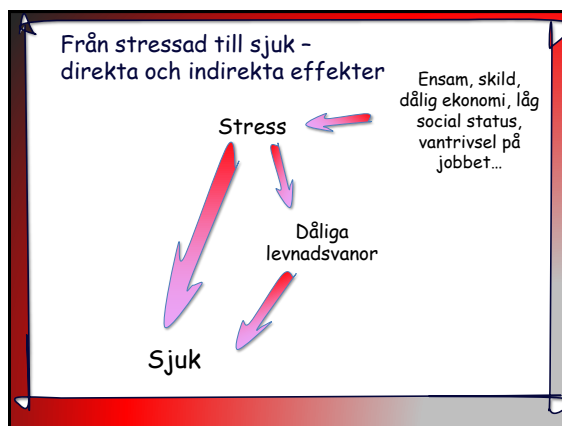 Från stressad till sjuk –
direkta och indirekta effekter
Ensam, skild,
dålig ekonomi, låg
social status,
vantrivsel på
jobbet…
Stress
Dåliga
levnadsvanor
Sjuk